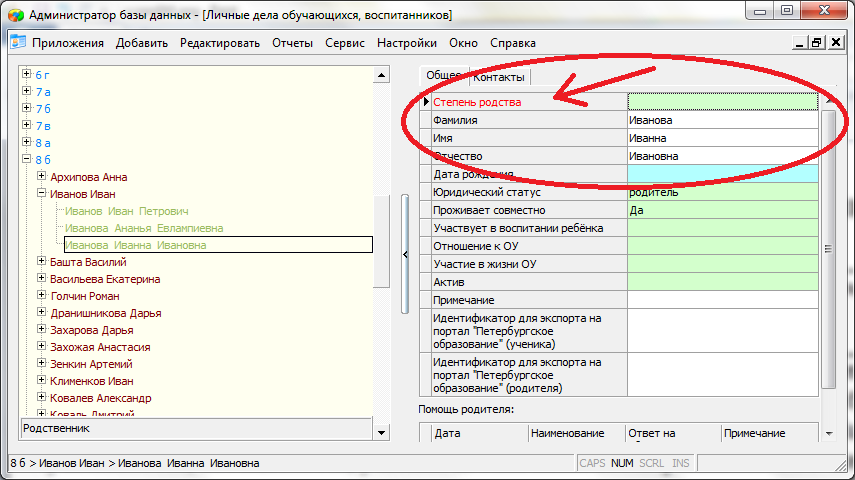 Администратор базы данных - [Личные дела обучающихся, воспитанников]
Приложения Добавить Редактировать Отчеты Сервис Настройки Окно Справка
6 г
7 а
7 б
7 в
8 а
8 б
Архипова Анна
Иванов Иван
Иванов Иван Петрович
Иванова Ананья Евлампиевна
Иванова Иванна Ивановна
Башта Василий
Васильева Екатерина
Голчин Роман
Дранишникова Дарья
Захарова Дарья
Захожая Анастасия
Зенкин Артемий
Клименков Иван
Ковалев Александр
Коваль Дмитрий
Родственник
Общее Контакты
Степень родства
Фамилия Иванова
Имя Иванна
Отчество Ивановна
Дата рождения
Юридический статус родитель
Проживает совместно Да
Участвует в воспитании ребёнка
Отношение к ОУ
Участие в жизни ОУ
Актив
Примечание
Идентификатор для экспорта на
портал "Петербургское
образование" (ученика)
Идентификатор для экспорта на
портал "Петербургское
образование" (родителя)
Помощь родителя:
Дата Наименование Ответ на Примечание
8 б > Иванов Иван > Иванова Иванна Ивановна
CAPS NUM SCRL INS